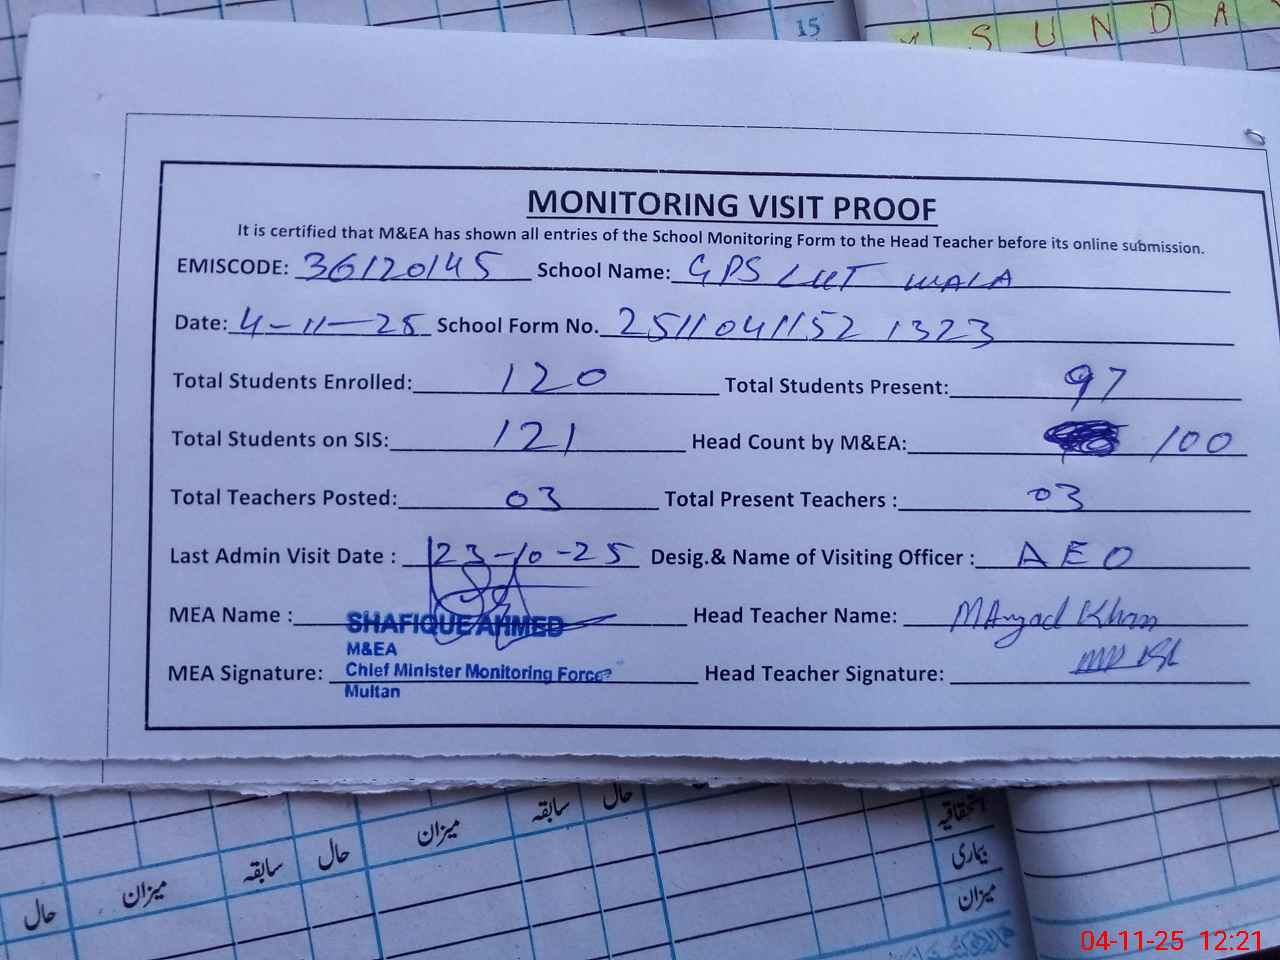 15
S U N D A Y
MONITORING VISIT PROOF
It is certified that M&EA has shown all entries of the School Monitoring Form to the Head Teacher before its online submission.
EMISCODE: 36120145 School Name: GPS LUT WALA
Date: 4-11-25 School Form No. 2511041152 1323
Total Students Enrolled: 120 Total Students Present: 97
Total Students on SIS: 121 Head Count by M&EA: 100
Total Teachers Posted: 03 Total Present Teachers : 03
Last Admin Visit Date : 23-10-25 Desig.& Name of Visiting Officer : AEO
MEA Name : SHAFIQUE AHMED Head Teacher Name: Khan
M&EA
MEA Signature: Chief Minister Monitoring Force Head Teacher Signature:
Multan
حال سابقہ میزان حال سابقہ میزان حال
بیماری
میزان
04-11-25 12:21